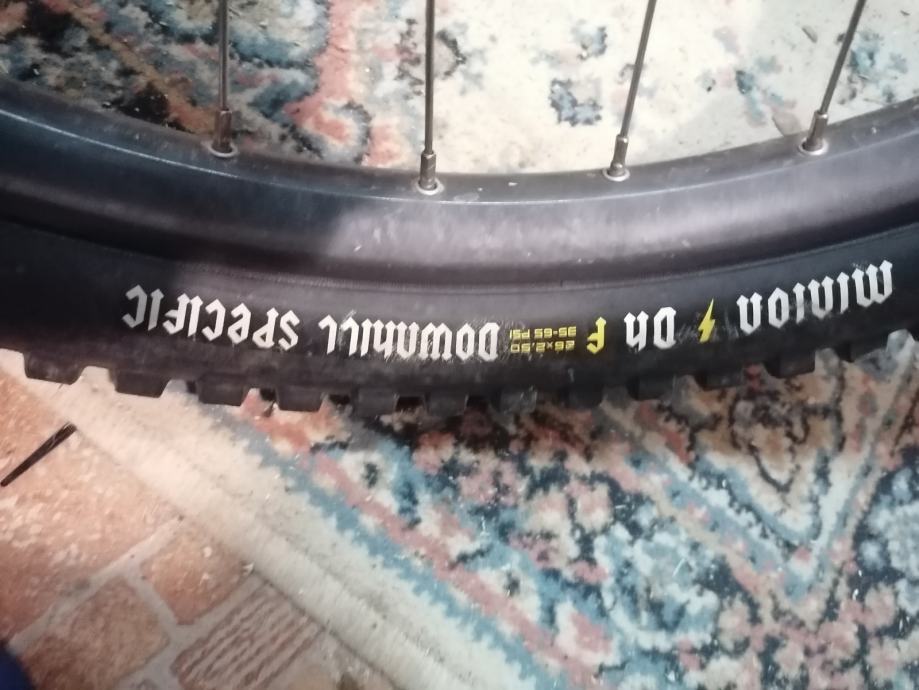 minion DH F
26x2.50
35-65 PSI
Downhill Specific